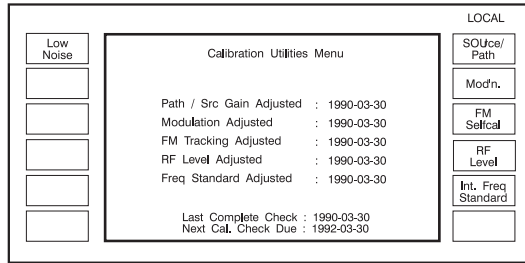 LOCAL
Low
Noise
Calibration Utilities Menu
SOUrce/
Path
Mod'n.
Path / Src Gain Adjusted : 1990-03-30
Modulation Adjusted : 1990-03-30
FM Tracking Adjusted : 1990-03-30
RF Level Adjusted : 1990-03-30
Freq Standard Adjusted : 1990-03-30
FM
Selfcal
RF
Level
Int. Freq
Standard
Last Complete Check : 1990-03-30
Next Cal. Check Due : 1992-03-30